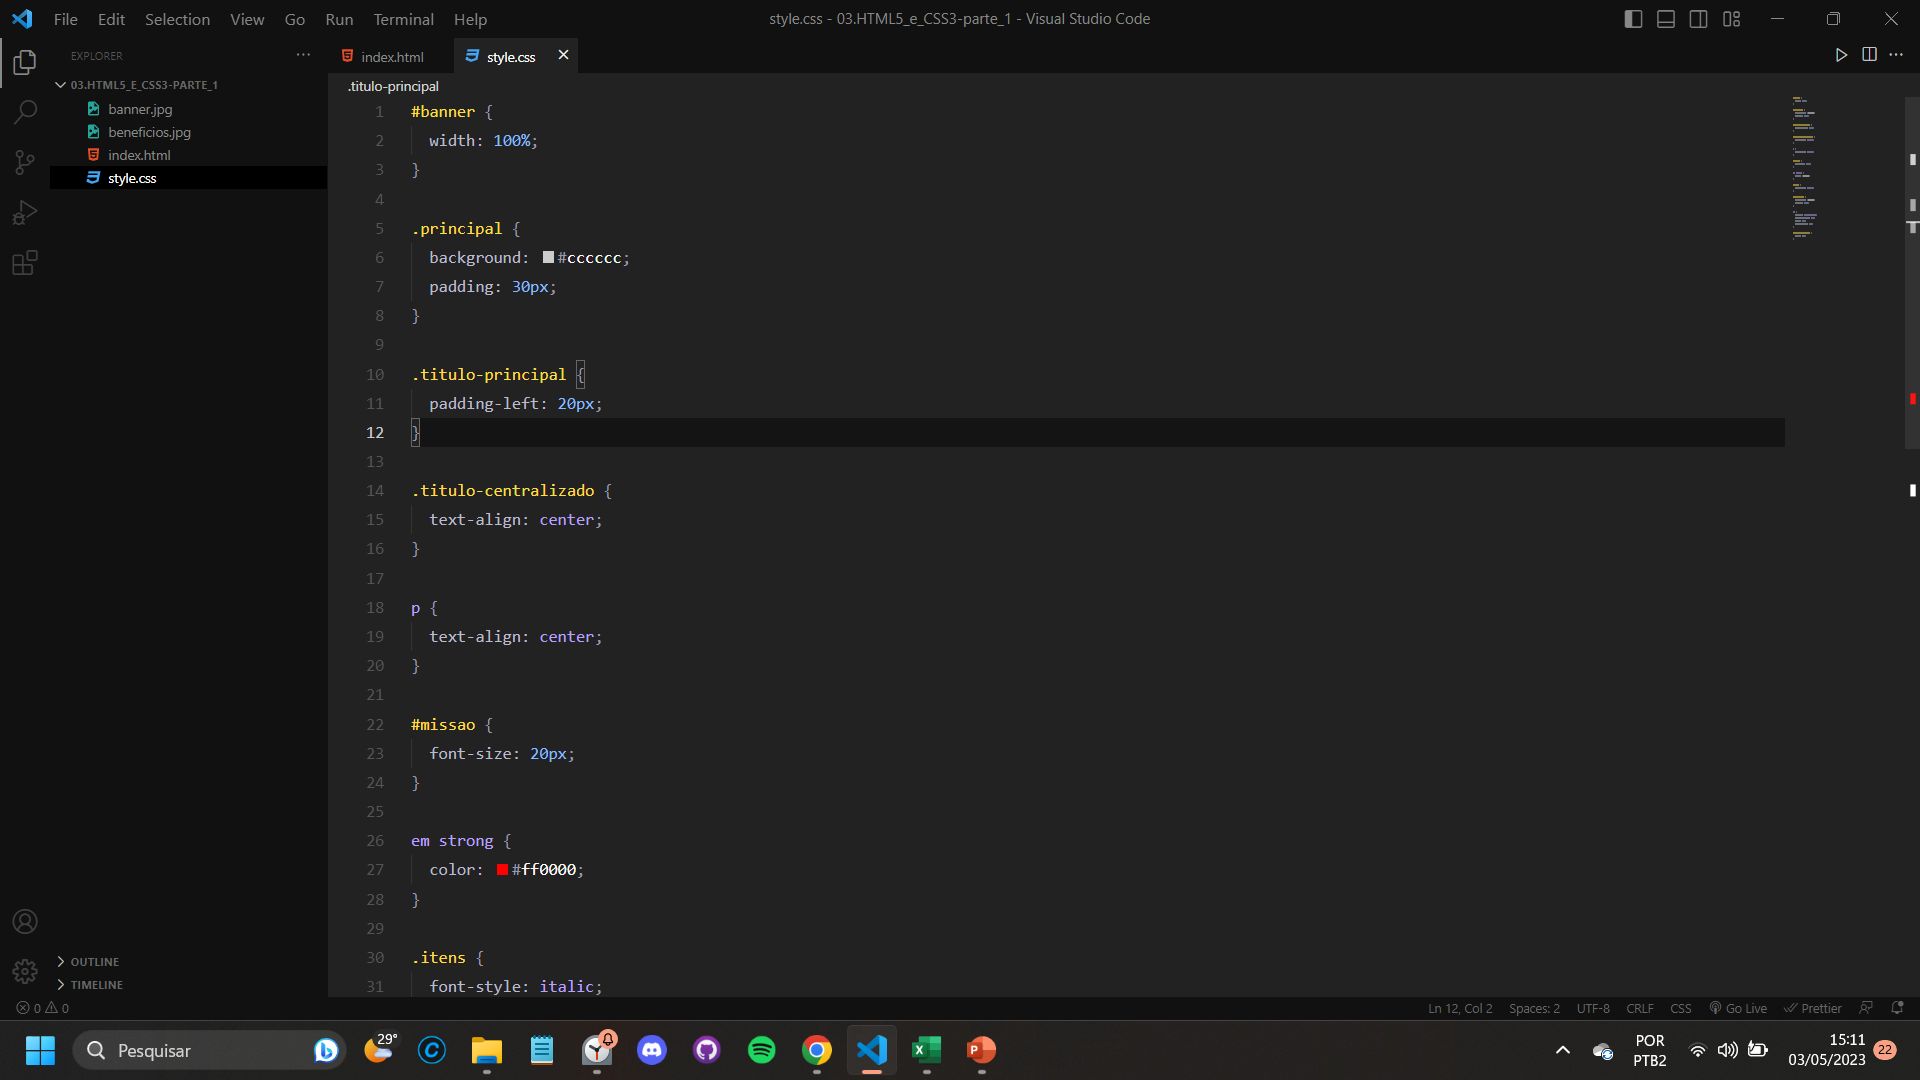 File Edit Selection View Go Run Terminal Help
style.css - 03.HTML5_e_CSS3-parte_1 - Visual Studio Code
EXPLORER
03.HTML5_E_CSS3-PARTE_1
banner.jpg
beneficios.jpg
index.html
style.css
OUTLINE
TIMELINE
index.html style.css
.titulo-principal
1 #banner {
2 width: 100%;
3 }
4
5 .principal {
6 background: #cccccc;
7 padding: 30px;
8 }
9
10 .titulo-principal {
11 padding-left: 20px;
12 }
13
14 .titulo-centralizado {
15 text-align: center;
16 }
17
18 p {
19 text-align: center;
20 }
21
22 #missao {
23 font-size: 20px;
24 }
25
26 em strong {
27 color: #ff0000;
28 }
29
30 .itens {
31 font-style: italic;
0 0
Ln 12, Col 2 Spaces: 2 UTF-8 CRLF CSS Go Live Prettier
Pesquisar
29°
POR
PTB2
15:11
03/05/2023
22